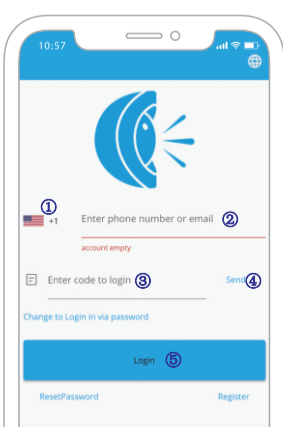 10:57
①
+1
Enter phone number or email ②
account empty
Enter code to login ③ Send ④
Change to Login in via password
Login ⑤
ResetPassword Register